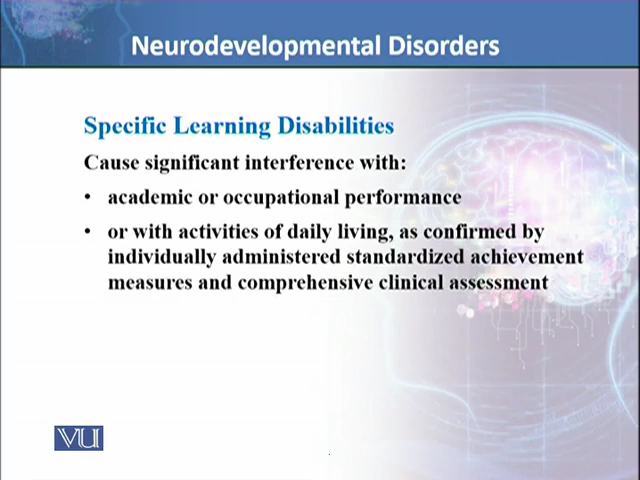 Neurodevelopmental Disorders
Specific Learning Disabilities
Cause significant interference with:
• academic or occupational performance
• or with activities of daily living, as confirmed by
individually administered standardized achievement
measures and comprehensive clinical assessment
VU